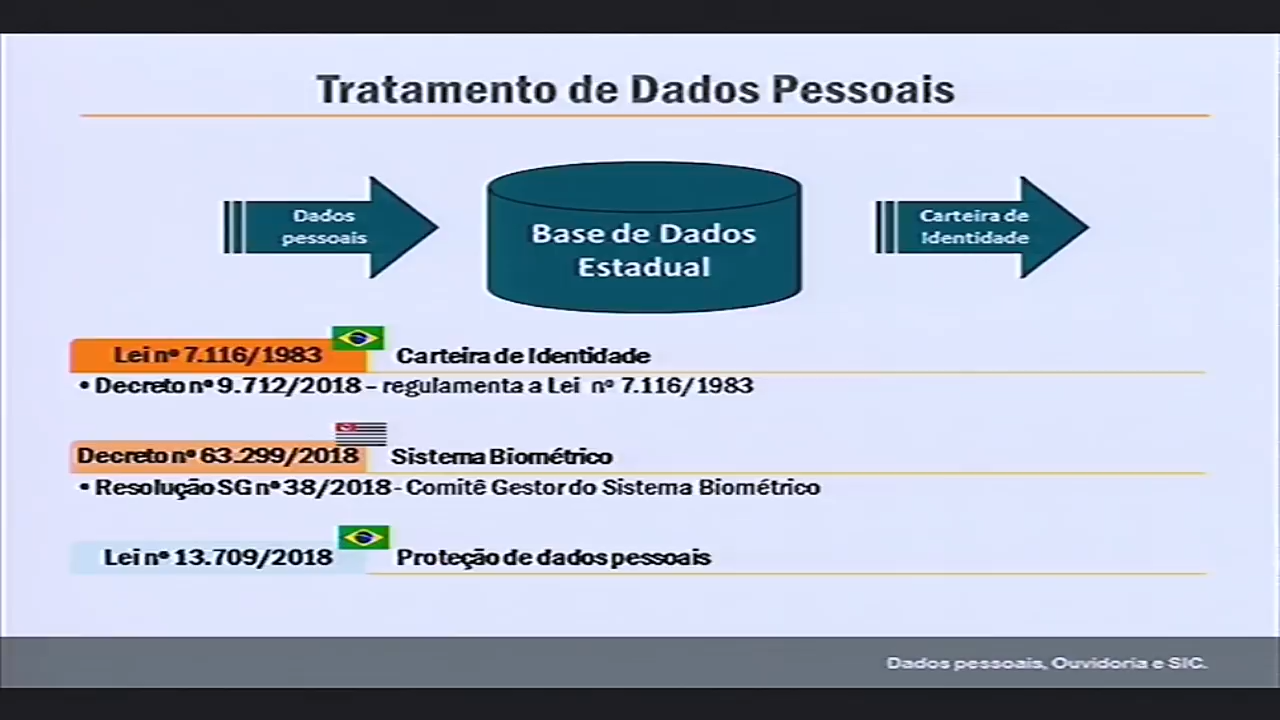 Tratamento de Dados Pessoais
Dados
pessoais
Base de Dados
Estadual
Carteira de
Identidade
Lei nº 7.116/1983 Carteira de Identidade
• Decreto nº 9.712/2018 – regulamenta a Lei nº 7.116/1983
Decreto nº 63.299/2018 Sistema Biométrico
• Resolução SG nº 38/2018 - Comitê Gestor do Sistema Biométrico
Lei nº 13.709/2018 Proteção de dados pessoais
Dados pessoais, Ouvidoria e SIC.